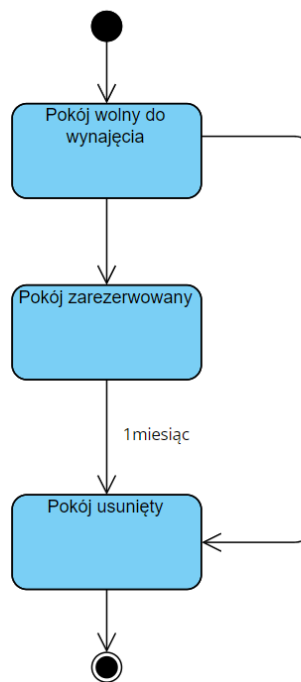 Pokój wolny do
wynajęcia
Pokój zarezerwowany
1miesiąc
Pokój usunięty